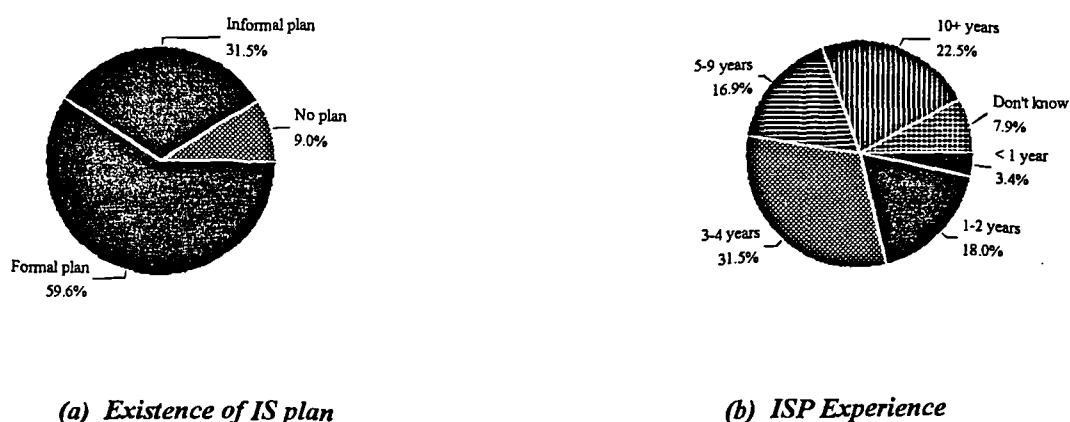 Informal plan
31.5%
No plan
9.0%
Formal plan
59.6%
10+ years
22.5%
5-9 years
16.9%
Don't know
7.9%
< 1 year
3.4%
1-2 years
18.0%
3-4 years
31.5%
(a) Existence of IS plan
(b) ISP Experience